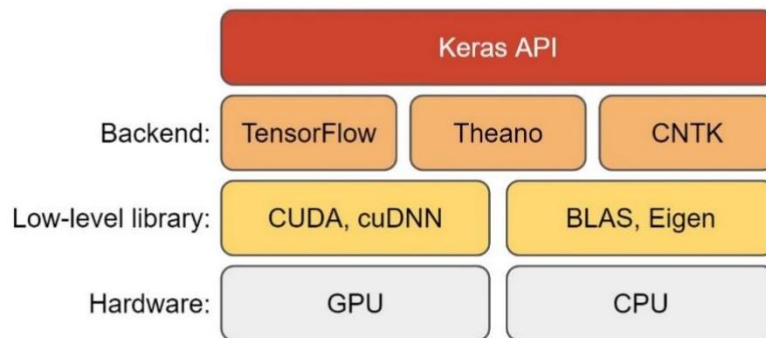 Keras API
Backend: TensorFlow Theano CNTK
Low-level library: CUDA, cuDNN BLAS, Eigen
Hardware: GPU CPU